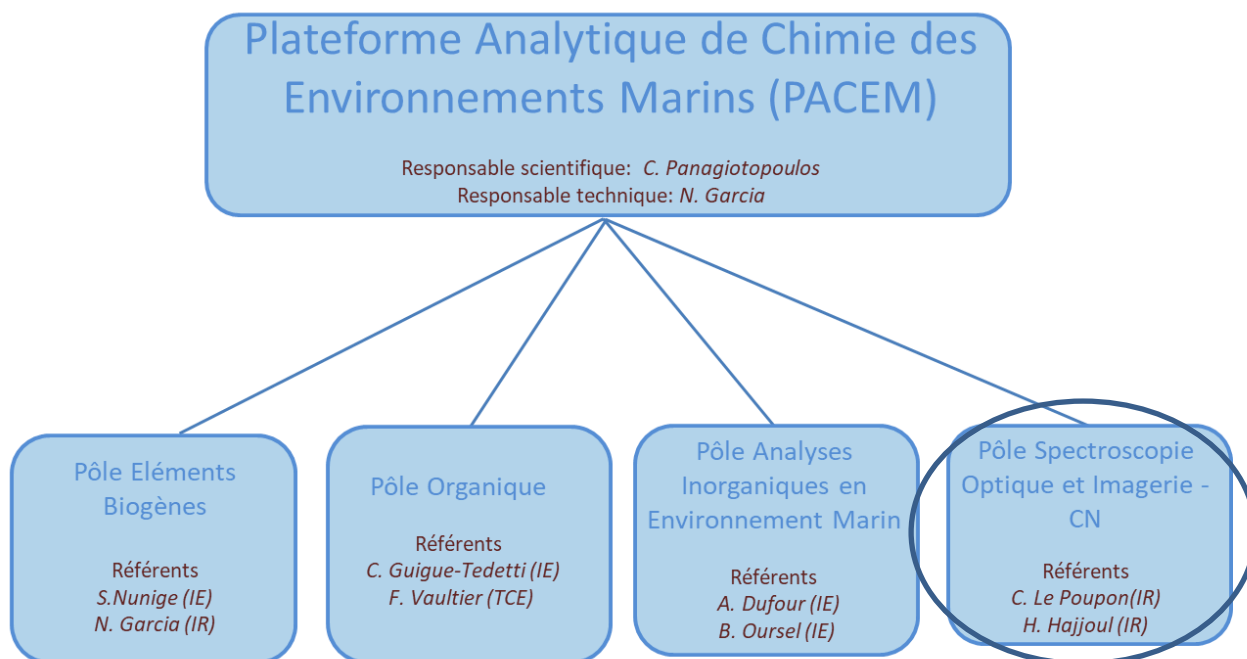 Plateforme Analytique de Chimie des
Environnements Marins (PACEM)
Responsable scientifique: C. Panagiotopoulos
Responsable technique: N. Garcia
Pôle Eléments
Biogènes
Référents
S.Nunige (IE)
N. Garcia (IR)
Pôle Organique
Référents
C. Guigue-Tedetti (IE)
F. Vaultier (TCE)
Pôle Analyses
Inorganiques en
Environnement Marin
Référents
A. Dufour (IE)
B. Oursel (IE)
Pôle Spectroscopie
Optique et Imagerie -
CN
Référents
C. Le Poupon(IR)
H. Hajjoul (IR)